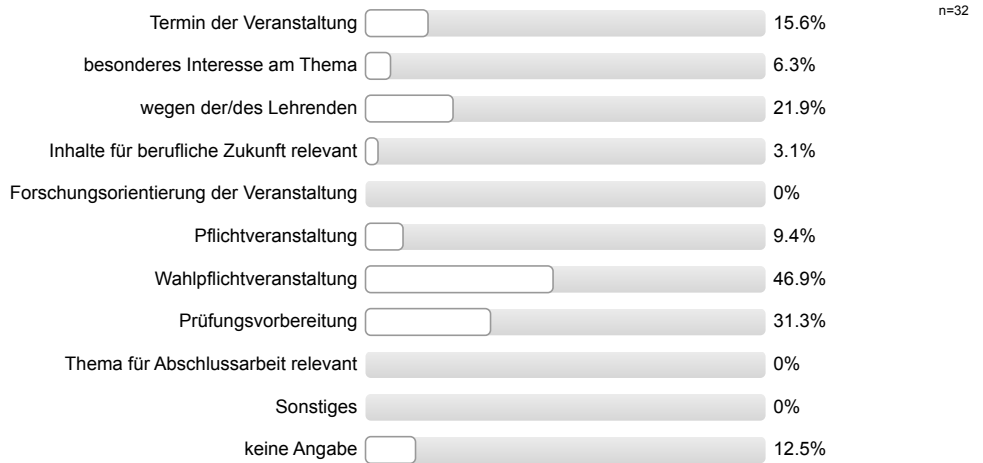 n=32
Termin der Veranstaltung 15.6%
besonderes Interesse am Thema 6.3%
wegen der/des Lehrenden 21.9%
Inhalte für berufliche Zukunft relevant 3.1%
Forschungsorientierung der Veranstaltung 0%
Pflichtveranstaltung 9.4%
Wahlpflichtveranstaltung 46.9%
Prüfungsvorbereitung 31.3%
Thema für Abschlussarbeit relevant 0%
Sonstiges 0%
keine Angabe 12.5%